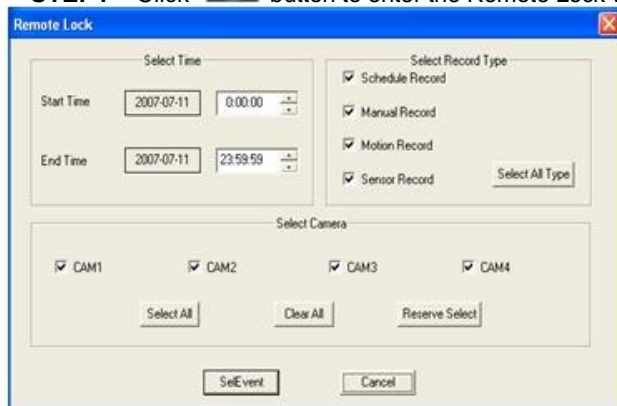 Click button to enter the Remote Lock
Remote Lock
Select Time
Start Time 2007-07-11 0:00:00
End Time 2007-07-11 23:59:59
Select Record Type
Schedule Record
Manual Record
Motion Record
Sensor Record
Select All Type
Select Camera
CAM1 CAM2 CAM3 CAM4
Select All Clear All Reserve Select
SelEvent Cancel